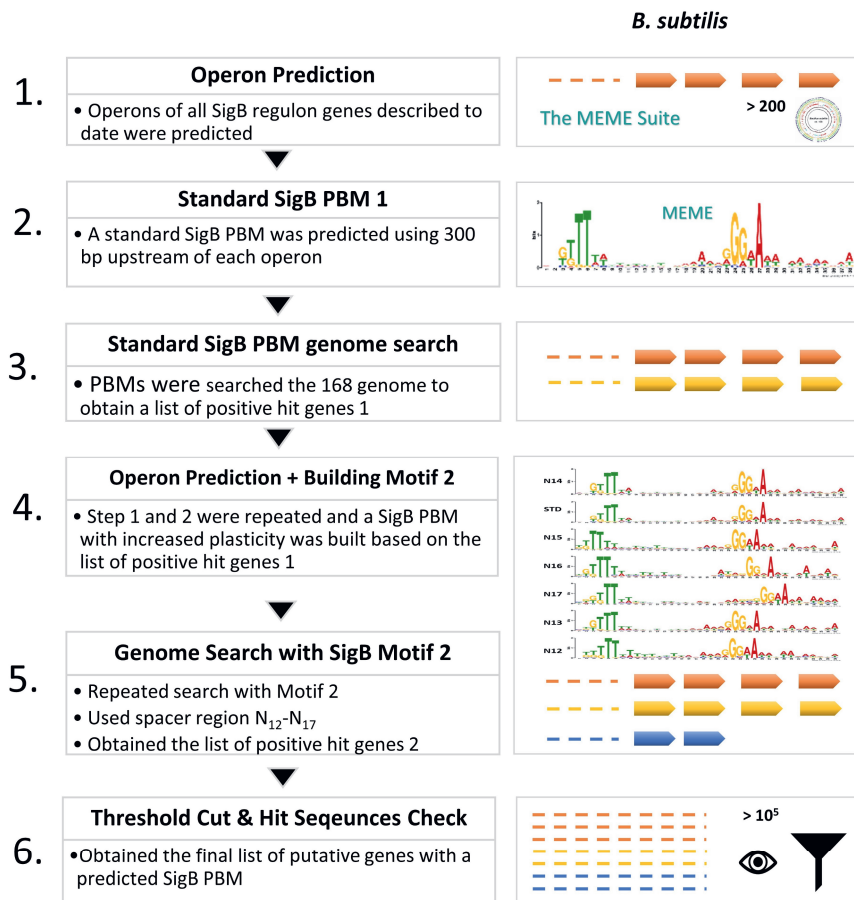 B. subtilis
1.
Operon Prediction
• Operons of all SigB regulon genes described to
date were predicted
The MEME Suite
> 200
2.
Standard SigB PBM 1
• A standard SigB PBM was predicted using 300
bp upstream of each operon
MEME
bits
3.
Standard SigB PBM genome search
• PBMs were searched the 168 genome to
obtain a list of positive hit genes 1
4.
Operon Prediction + Building Motif 2
• Step 1 and 2 were repeated and a SigB PBM
with increased plasticity was built based on the
list of positive hit genes 1
N14
STD
N15
N16
N17
N13
N12
5.
Genome Search with SigB Motif 2
• Repeated search with Motif 2
• Used spacer region N12-N17
• Obtained the list of positive hit genes 2
6.
Threshold Cut & Hit Seqeunces Check
•Obtained the final list of putative genes with a
predicted SigB PBM
> 10⁵